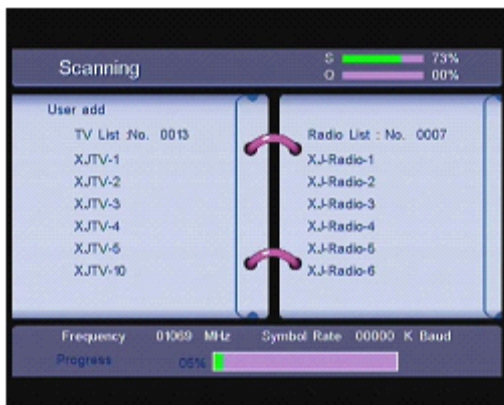 Scanning
S 73%
Q 00%
User add
TV List :No. 0013
XJTV-1
XJTV-2
XJTV-3
XJTV-4
XJTV-5
XJTV-10
Radio List : No. 0007
XJ-Radio-1
XJ-Radio-2
XJ-Radio-3
XJ-Radio-4
XJ-Radio-5
XJ-Radio-6
Frequency 01069 MHz Symbol Rate 00000 K Baud
Progress 05%